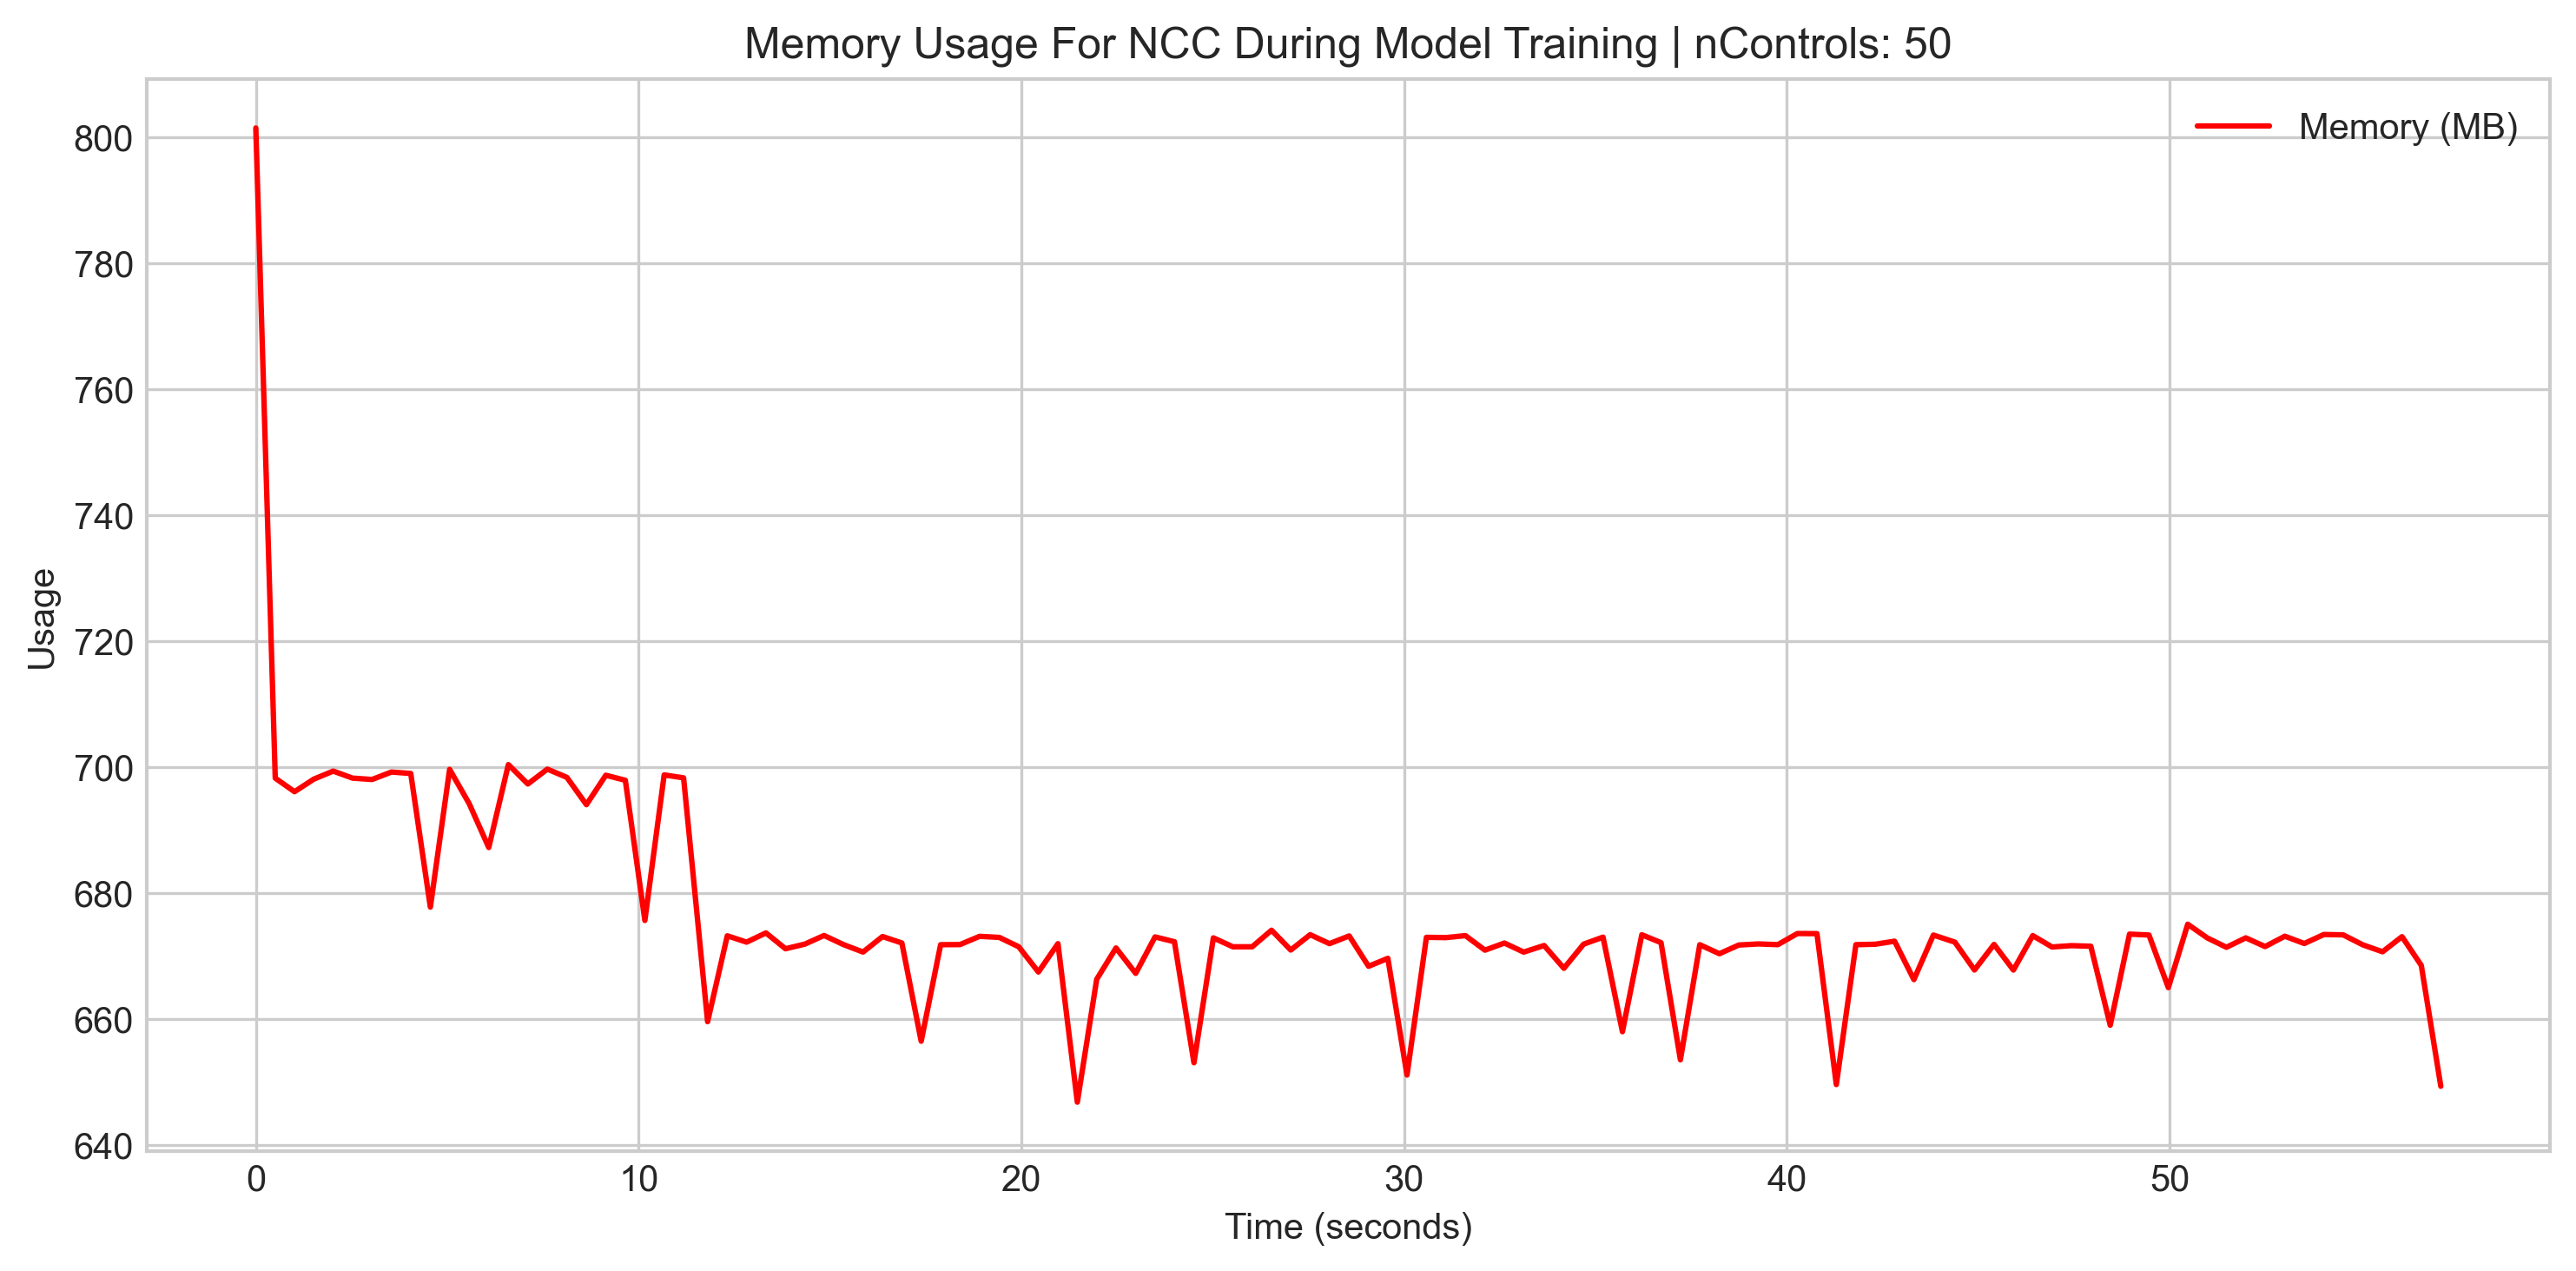 Memory Usage For NCC During Model Training | nControls: 50
Memory (MB)
800
780
760
740
720
700
680
660
640
Usage
0 10 20 30 40 50
Time (seconds)